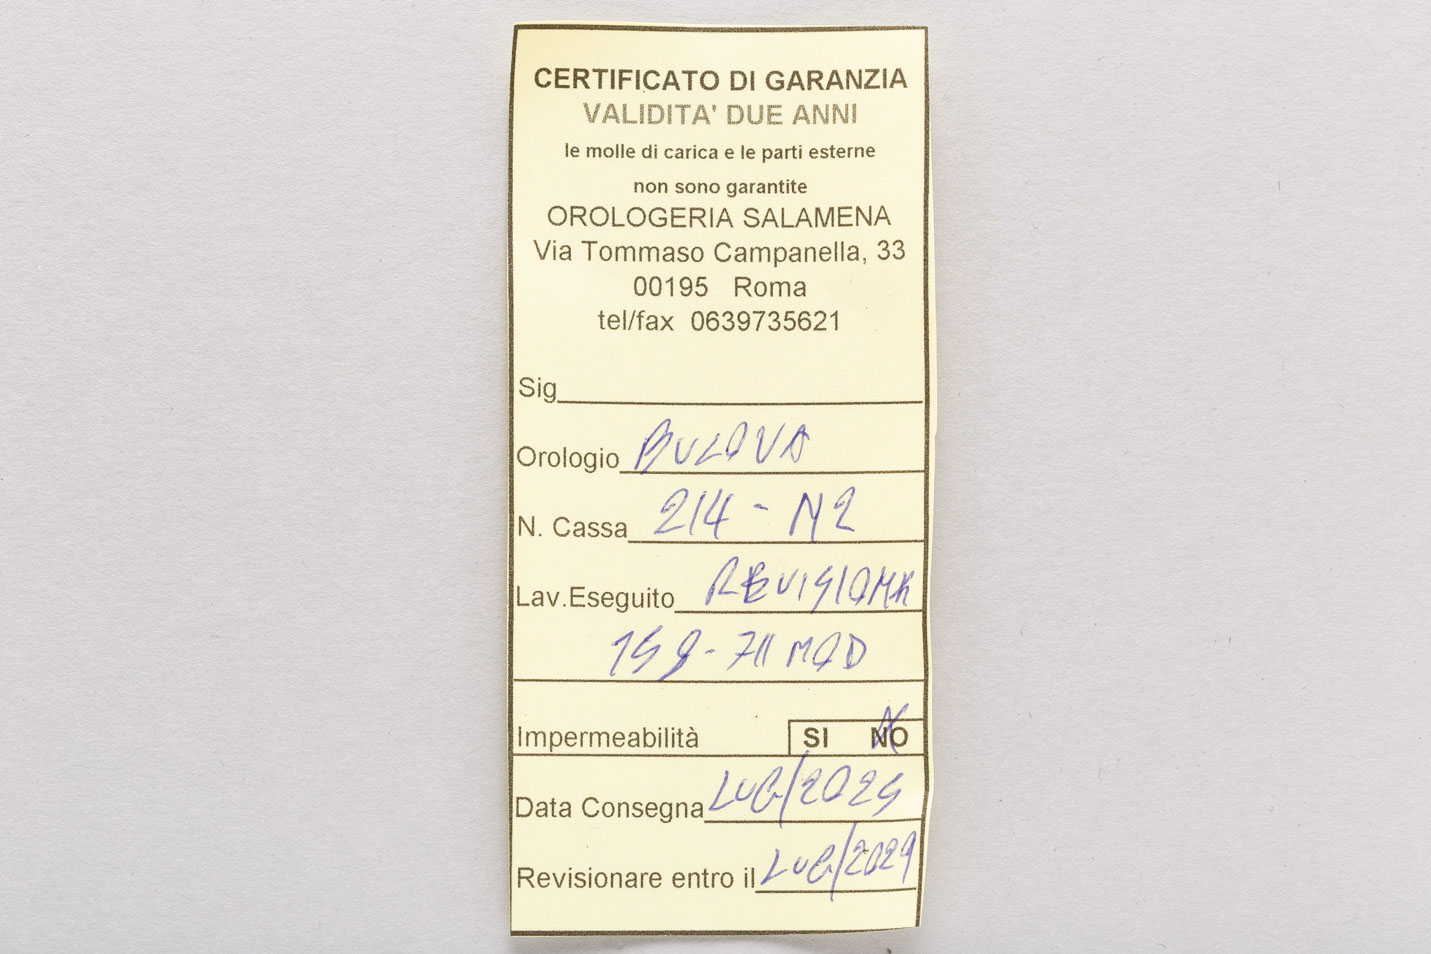 CERTIFICATO DI GARANZIA
VALIDITA' DUE ANNI
le molle di carica e le parti esterne
non sono garantite
OROLOGERIA SALAMENA
Via Tommaso Campanella, 33
00195 Roma
tel/fax 0639735621
Sig
Orologio BULOVA
N. Cassa 214 - N2
Lav.Eseguito REVISIONE
MOD
Impermeabilità SI NO
Data Consegna LUG/2025
Revisionare entro il LUG/2029